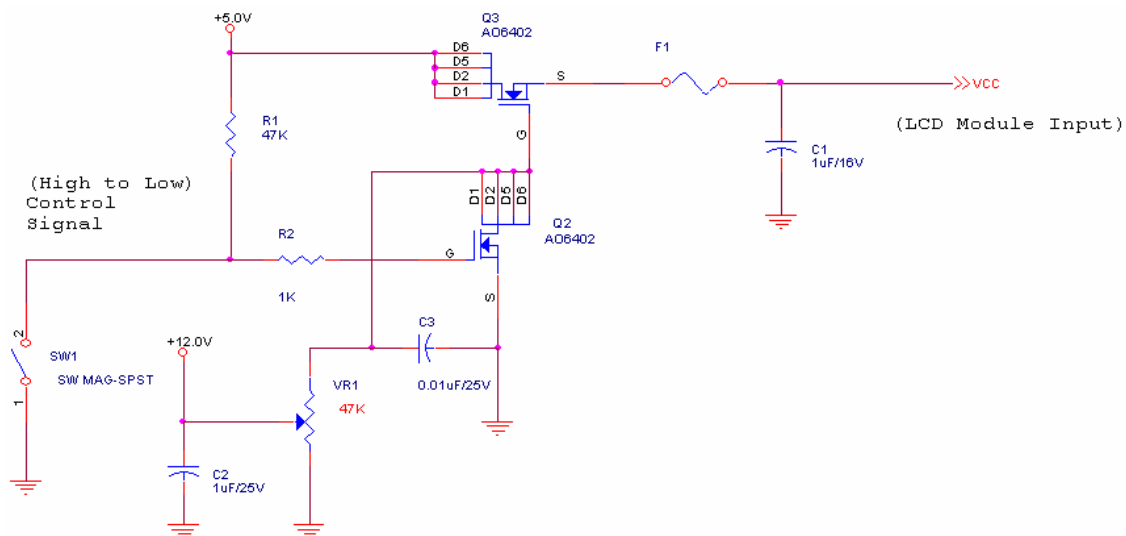 +5.0V
Q3
AO6402
D6
D5
D2
D1
S
G
F1
VCC
(LCD Module Input)
R1
47K
C1
1uF/16V
(High to Low)
Control
Signal
D1
D2
D5
D6
Q2
AO6402
R2
1K
G
S
C3
0.01uF/25V
+12.0V
2
SW1
SW MAG-SPST
1
VR1
47K
C2
1uF/25V